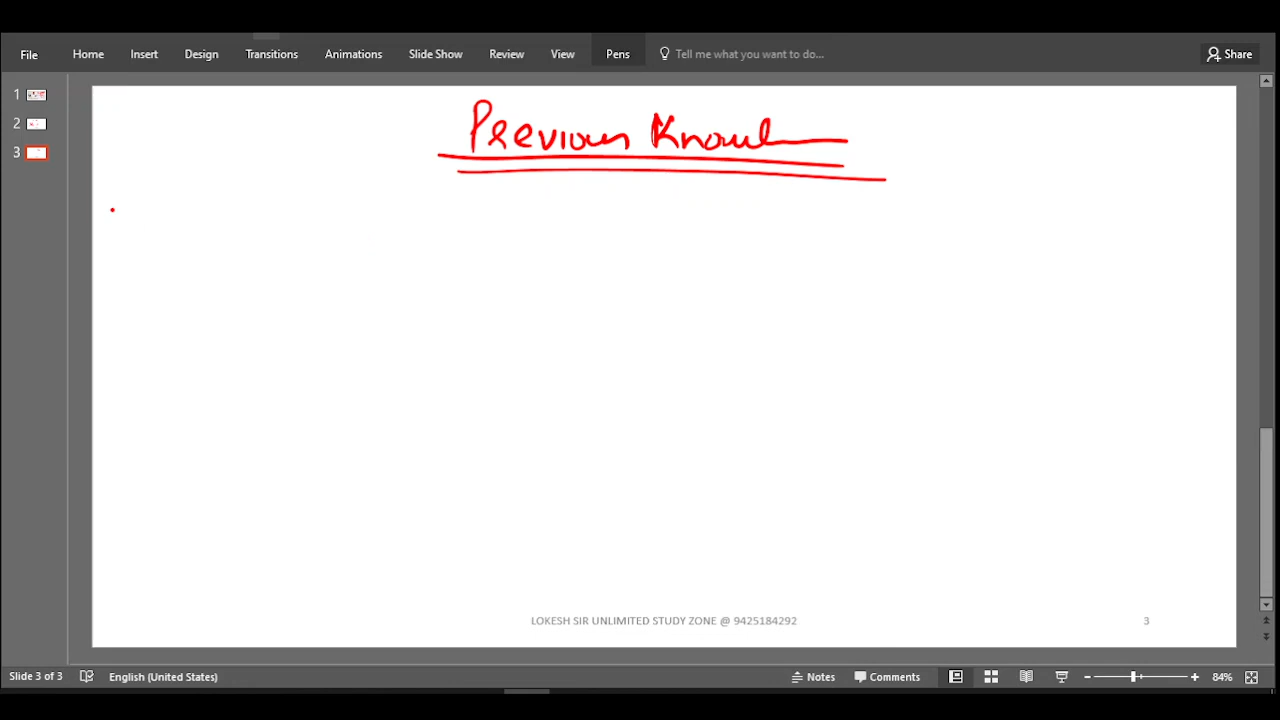 File Home Insert Design Transitions Animations Slide Show Review View Pens Tell me what you want to do... Share
1
2
3
Previous Knowl
LOKESH SIR UNLIMITED STUDY ZONE @ 9425184292 3
Slide 3 of 3 English (United States) Notes Comments 84%